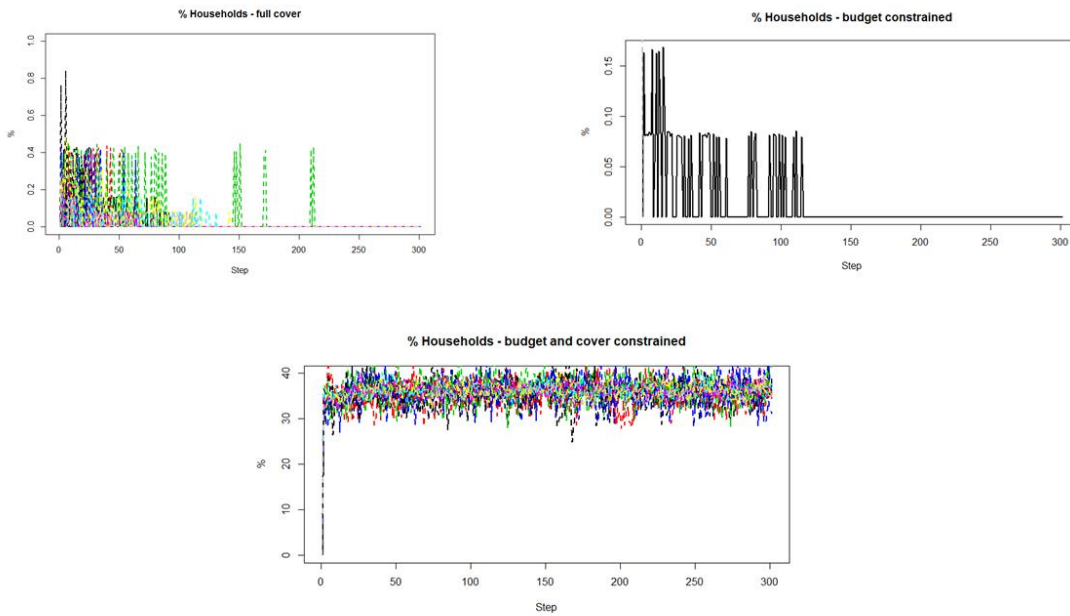 % Households - full cover
1.0
0.8
0.6
0.4
0.2
0.0
%
0 50 100 150 200 250 300
Step
% Households - budget constrained
0.15
0.10
0.05
0.00
%
0 50 100 150 200 250 300
Step
% Households - budget and cover constrained
40
30
20
10
0
%
0 50 100 150 200 250 300
Step